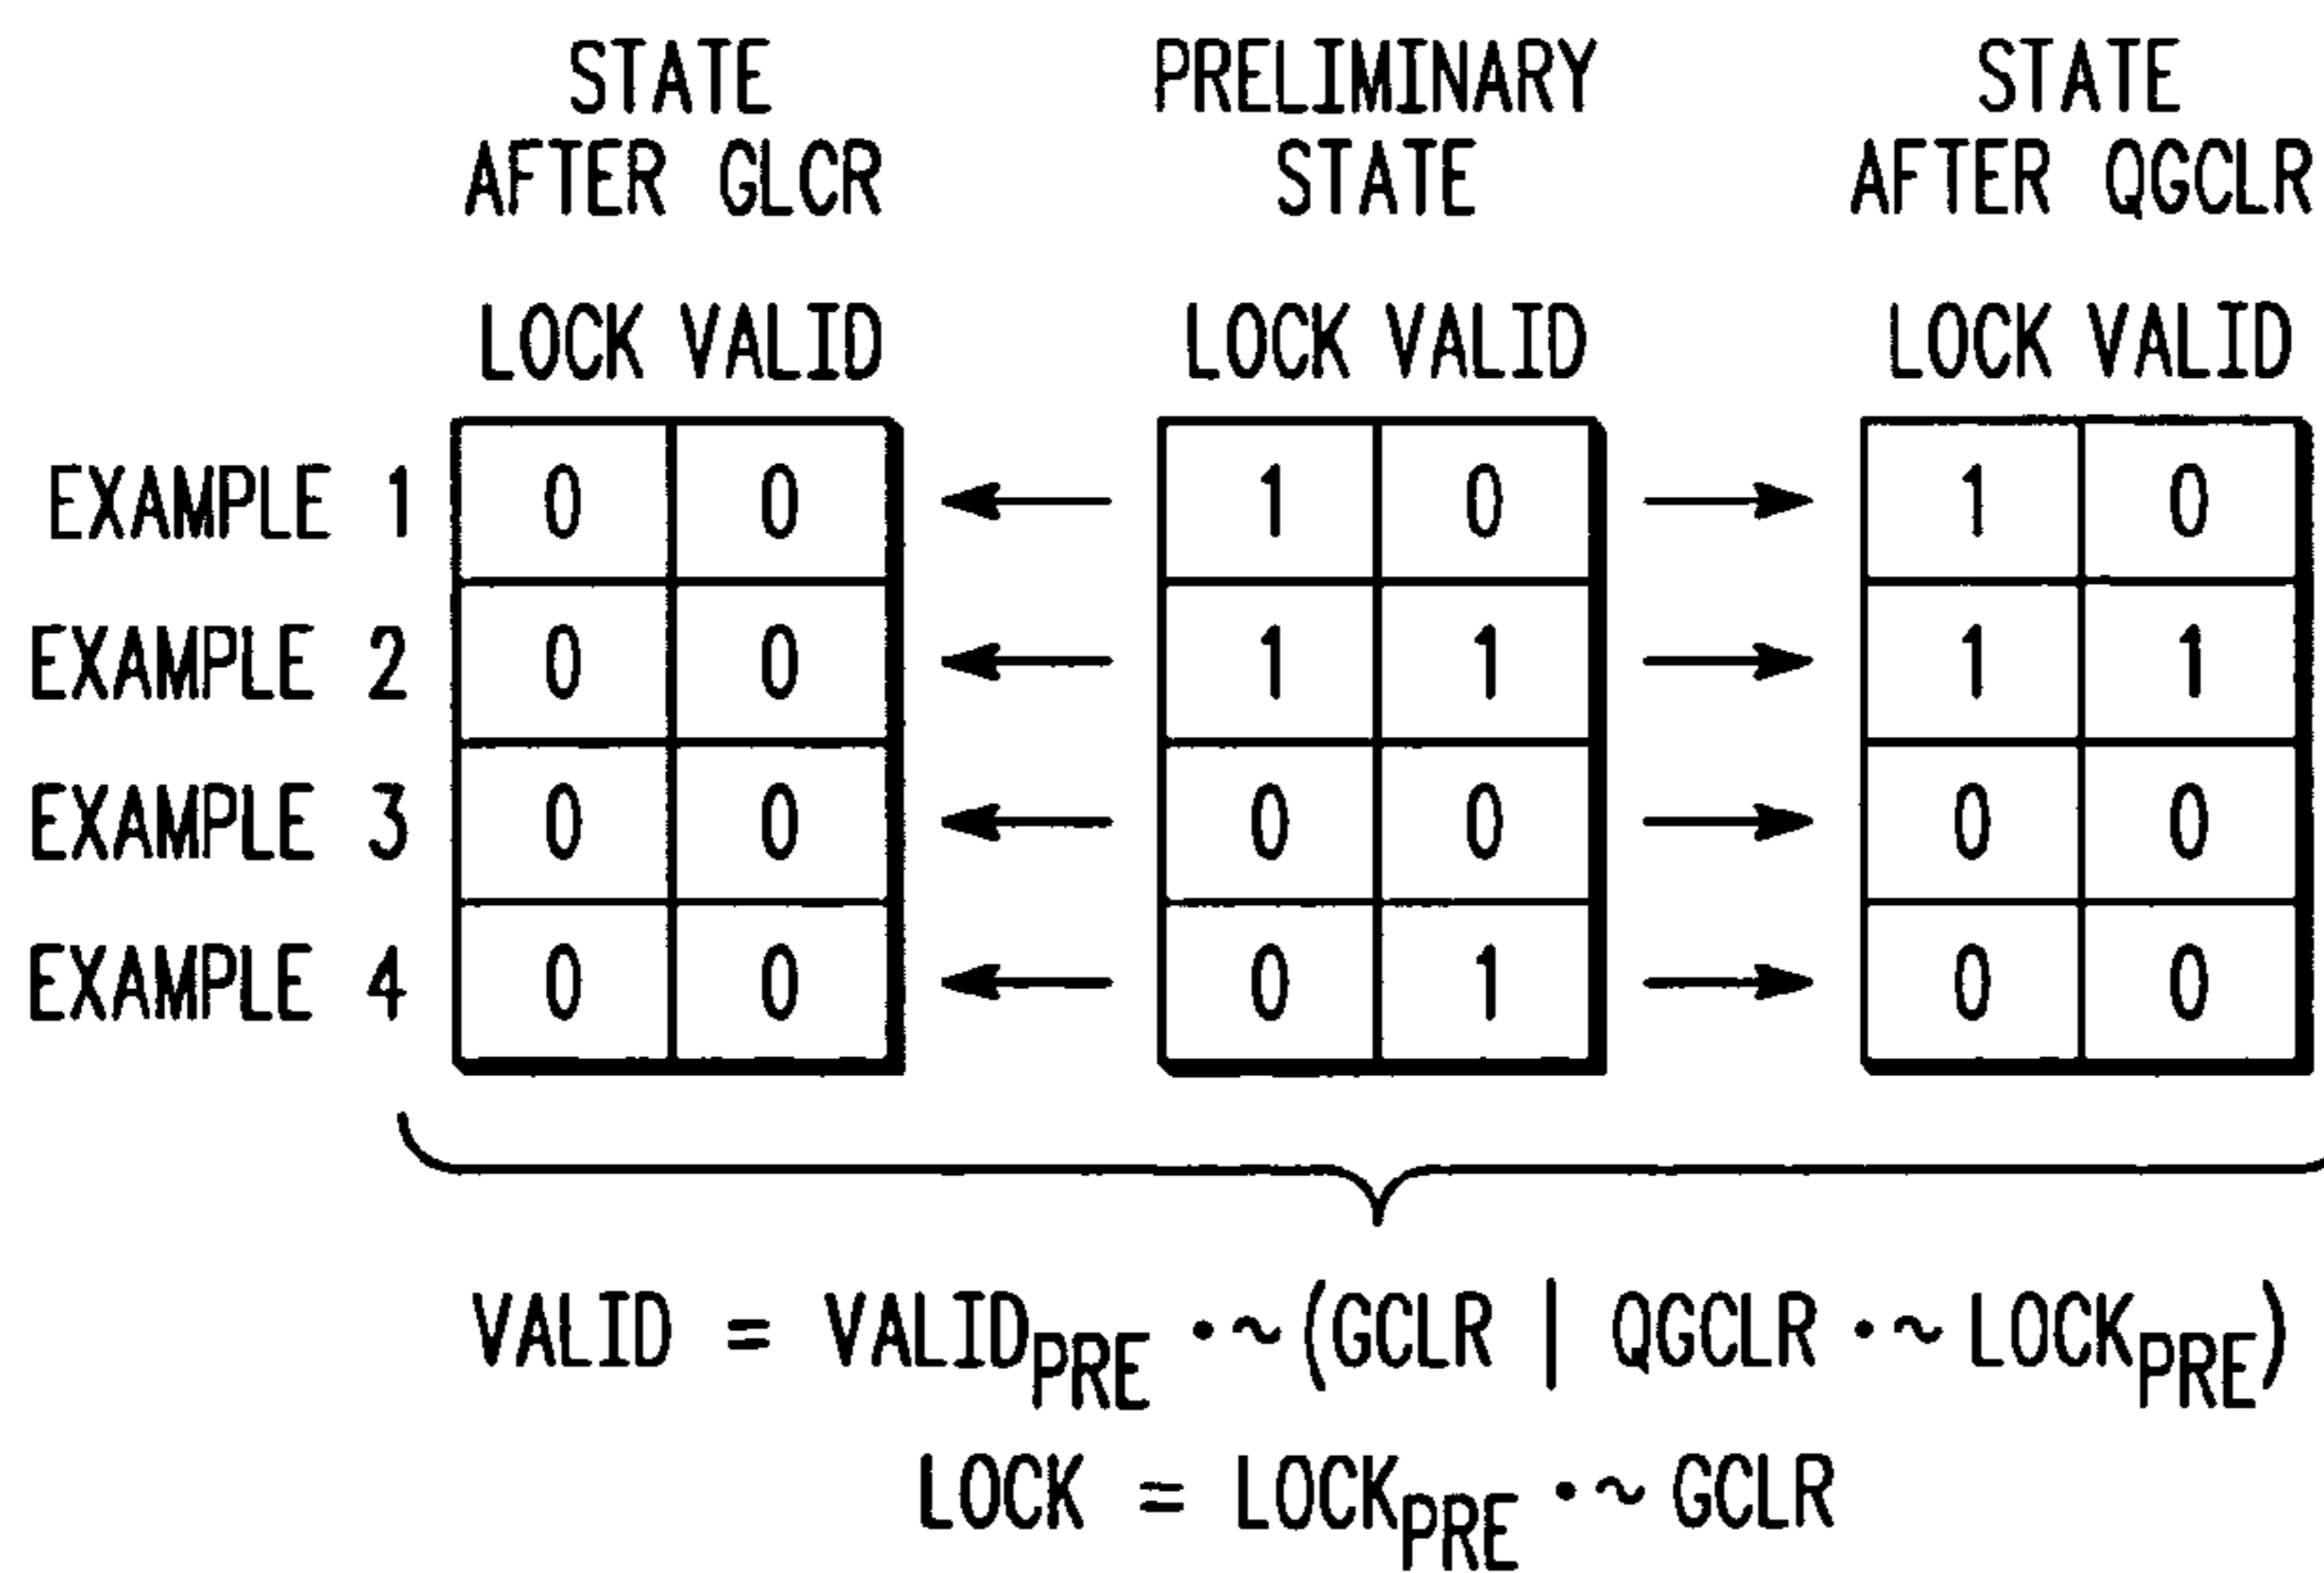 STATE PRELIMINARY STATE
AFTER GLCR STATE AFTER QGCLR
LOCK VALID LOCK VALID LOCK VALID
EXAMPLE 1 0 0 1 0 1 0
EXAMPLE 2 0 0 1 1 1 1
EXAMPLE 3 0 0 0 0 0 0
EXAMPLE 4 0 0 0 1 0 0
VALID = VALIDPRE ·~(GCLR | QGCLR ·~ LOCKPRE)
LOCK = LOCKPRE ·~ GCLR